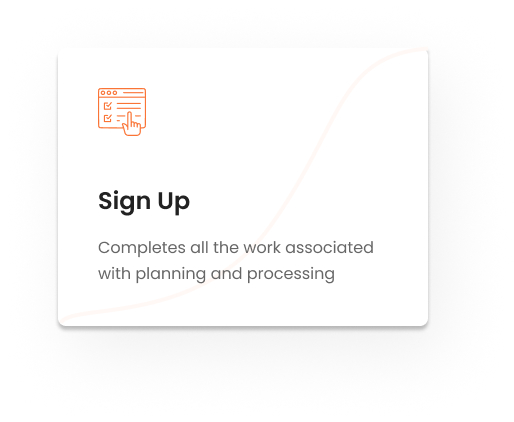 Sign Up
Completes all the work associated
with planning and processing